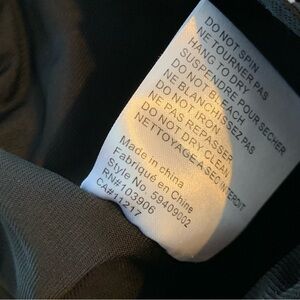 DO NOT SPIN
NE TOURNER PAS
HANG TO DRY
SUSPENDRE POUR SECHER
DO NOT BLEACH
NE BLANCHISSEZ PAS
DO NOT IRON
NE PAS REPASSER
DO NOT DRY CLEAN
NETTOYAGE A SEC INTERDIT
Made in china
Fabriqué en Chine
Style No 59409002
RN#103906
CA#11217